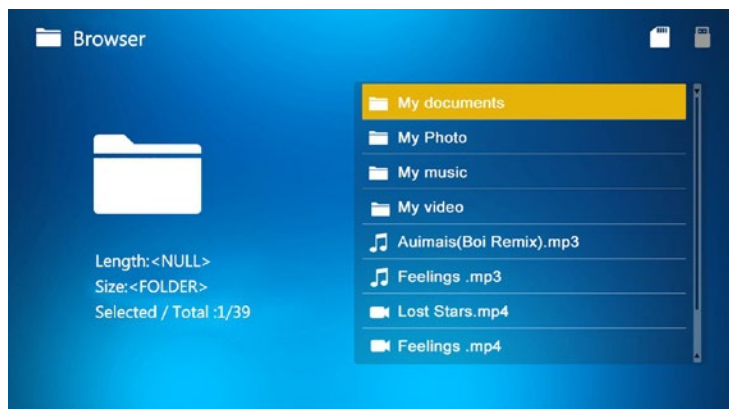 Browser
My documents
My Photo
My music
My video
Auimais(Boi Remix).mp3
Feelings .mp3
Lost Stars.mp4
Feelings .mp4
Length:<NULL>
Size:<FOLDER>
Selected / Total :1/39